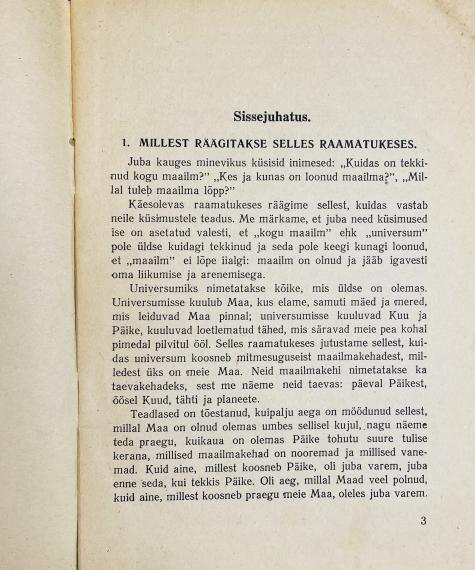 Sissejuhatus.
1. MILLEST RÄÄGITAKSE SELLES RAAMATUKESES.
Juba kauges minevikus küsisid inimesed: „Kuidas on tekki-
nud kogu maailm?" „Kes ja kunas on loonud maailma?", „Mil-
lal tuleb maailma lõpp?"
Käesolevas raamatukeses räägime sellest, kuidas vastab
neile küsimustele teadus. Me märkame, et juba need küsimused
ise on asetatud valesti, et „kogu maailm" ehk „universum"
pole üldse kuidagi tekkinud ja seda pole keegi kunagi loonud,
et „maailm" ei lõpe iialgi: maailm on olnud ja jääb igavesti
oma liikumise ja arenemisega.
Universumiks nimetatakse kõike, mis üldse on olemas.
Universumisse kuulub Maa, kus elame, samuti mäed ja mered,
mis leiduvad Maa pinnal; universumisse kuuluvad Kuu ja
Päike, kuuluvad loetlematud tähed, mis säravad meie pea kohal
pimedal pilvitul ööl. Selles raamatukeses jutustame sellest, kui-
das universum koosneb mitmesuguseist maailmakehadest, mil-
ledest üks on meie Maa. Neid maailmakehi nimetatakse ka
taevakehadeks, sest me näeme neid taevas: päeval Päikest,
öösel Kuud, tähti ja planeete.
Teadlased on tõestanud, kuipalju aega on möödunud sellest,
millal Maa on olnud olemas umbes sellisel kujul, nagu näeme
teda praegu, kuikaua on olemas Päike tohutu suure tulise
kerana, millised maailmakehad on nooremad ja millised vane-
mad. Kuid aine, millest koosneb Päike, oli juba varem, juba
enne seda, kui tekkis Päike. Oli aeg, millal Maad veel polnud,
kuid aine, millest koosneb praegu meie Maa, oleles juba varem.
3